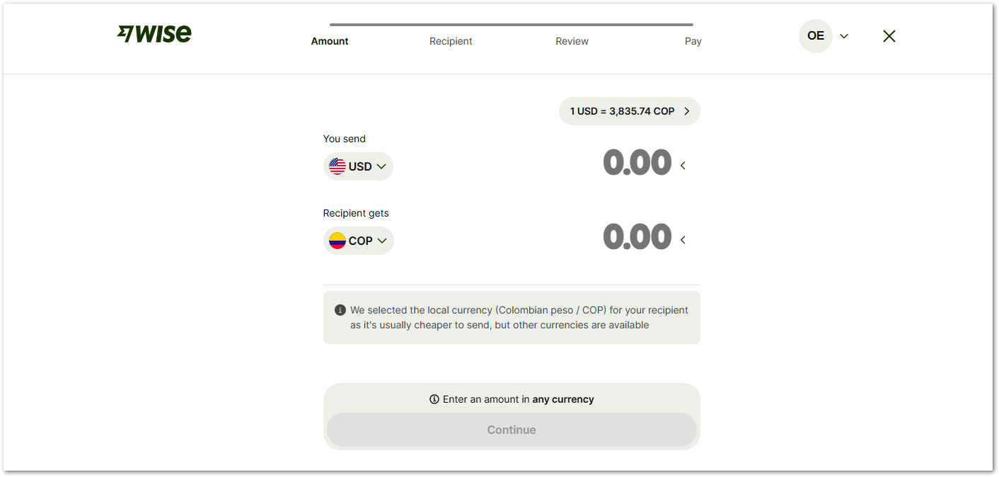 WISE
Amount
Recipient
Review
Pay
OE
1 USD = 3,835.74 COP
You send
USD
0.00
Recipient gets
COP
0.00
We selected the local currency (Colombian peso / COP) for your recipient
as it's usually cheaper to send, but other currencies are available
Enter an amount in any currency
Continue